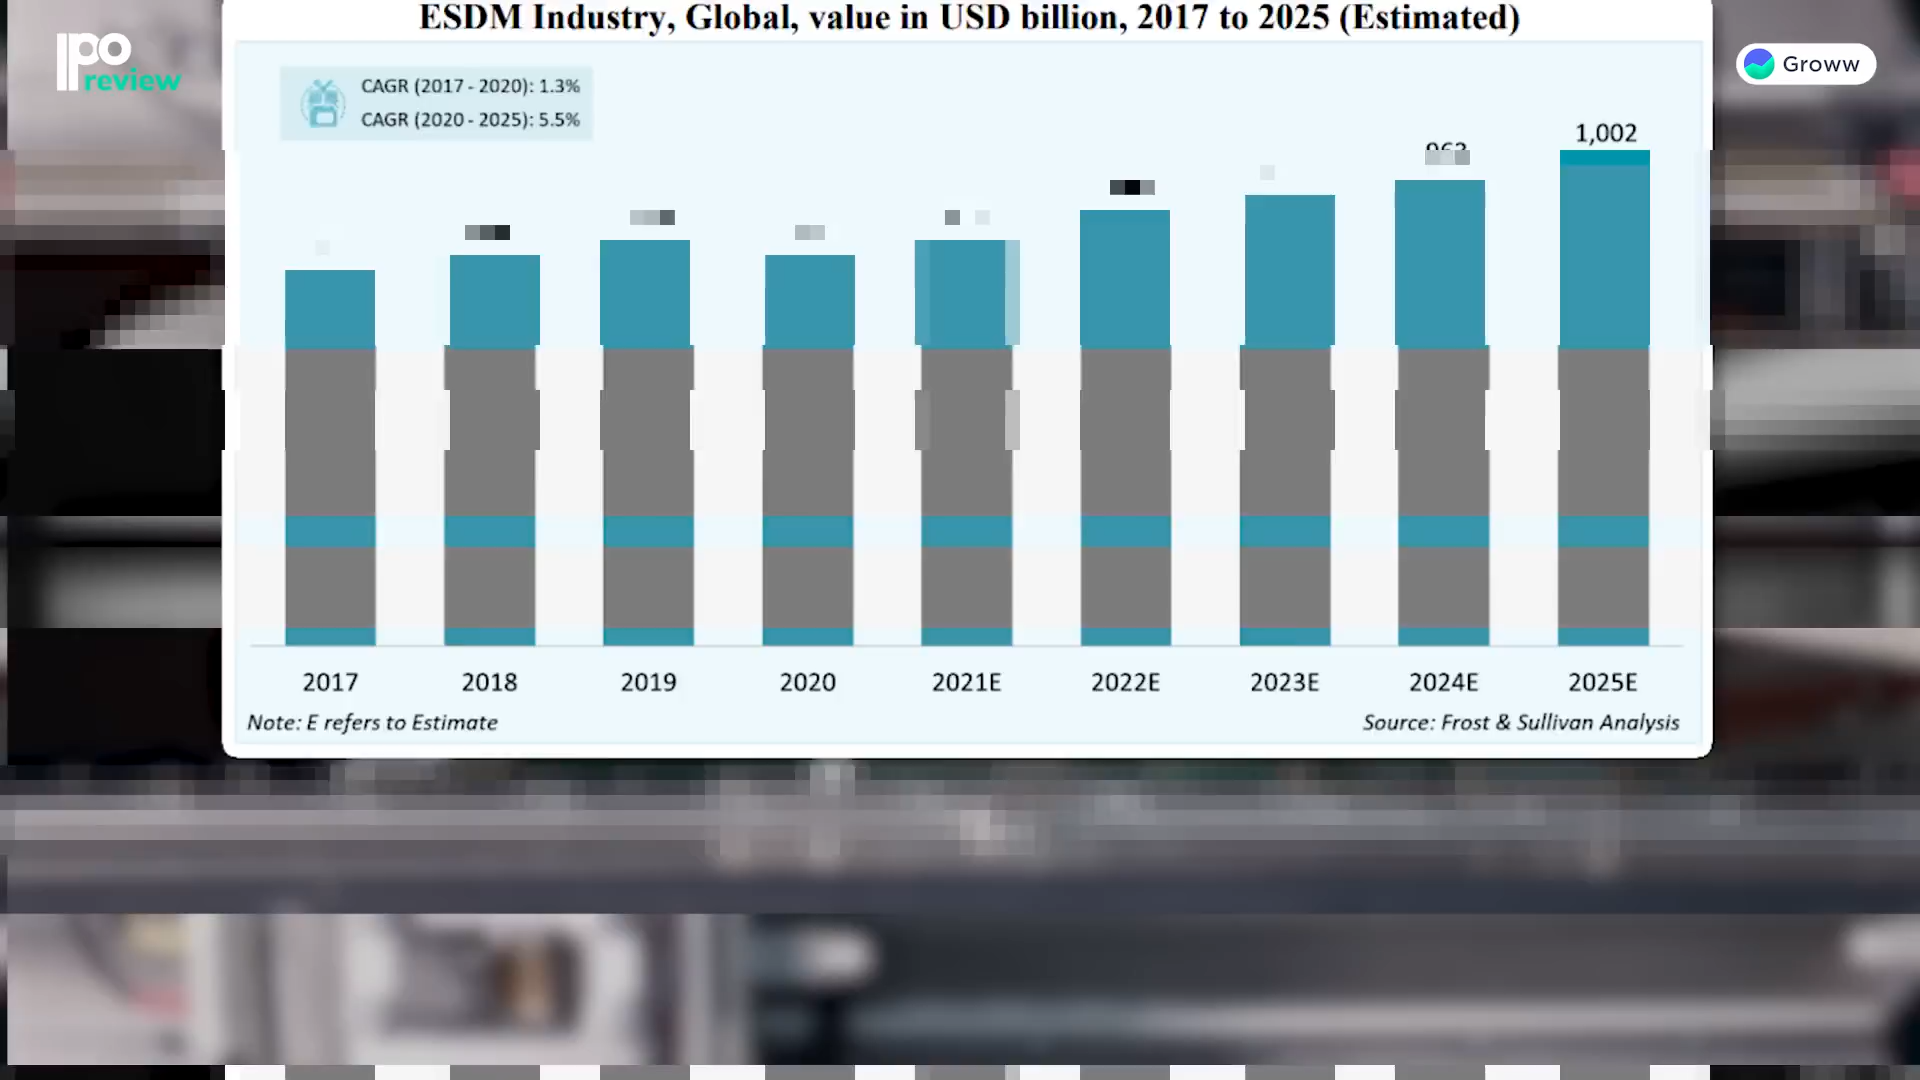 ESDM Industry, Global, value in USD billion, 2017 to 2025 (Estimated)
IPO
review
Groww
CAGR (2017 - 2020): 1.3%
CAGR (2020 - 2025): 5.5%
1,002
2017 2018 2019 2020 2021E 2022E 2023E 2024E 2025E
Note: E refers to Estimate
Source: Frost & Sullivan Analysis